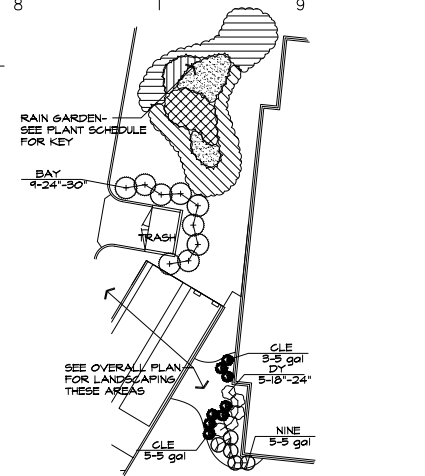 8
9
RAIN GARDEN-
SEE PLANT SCHEDULE
FOR KEY
BAY
9-24"-30"
TRASH
CLE
3-5 gal
DY
5-18"-24"
SEE OVERALL PLAN
FOR LANDSCAPING
THESE AREAS
CLE
5-5 gal
NINE
5-5 gal